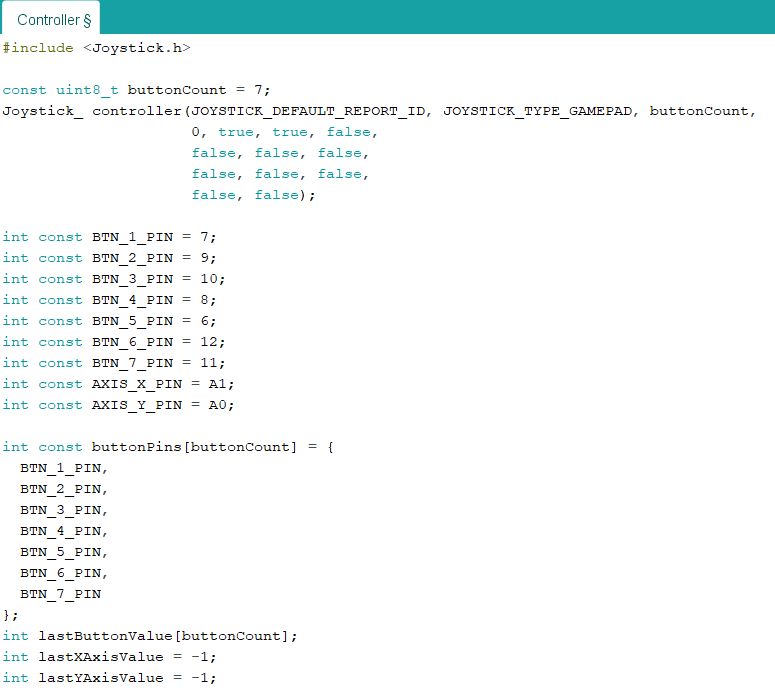 Controller §
#include <Joystick.h>
const uint8_t buttonCount = 7;
Joystick_ controller(JOYSTICK_DEFAULT_REPORT_ID, JOYSTICK_TYPE_GAMEPAD, buttonCount,
0, true, true, false,
false, false, false,
false, false, false,
false, false);
int const BTN_1_PIN = 7;
int const BTN_2_PIN = 9;
int const BTN_3_PIN = 10;
int const BTN_4_PIN = 8;
int const BTN_5_PIN = 6;
int const BTN_6_PIN = 12;
int const BTN_7_PIN = 11;
int const AXIS_X_PIN = A1;
int const AXIS_Y_PIN = A0;
int const buttonPins[buttonCount] = {
BTN_1_PIN,
BTN_2_PIN,
BTN_3_PIN,
BTN_4_PIN,
BTN_5_PIN,
BTN_6_PIN,
BTN_7_PIN
};
int lastButtonValue[buttonCount];
int lastXAxisValue = -1;
int lastYAxisValue = -1;